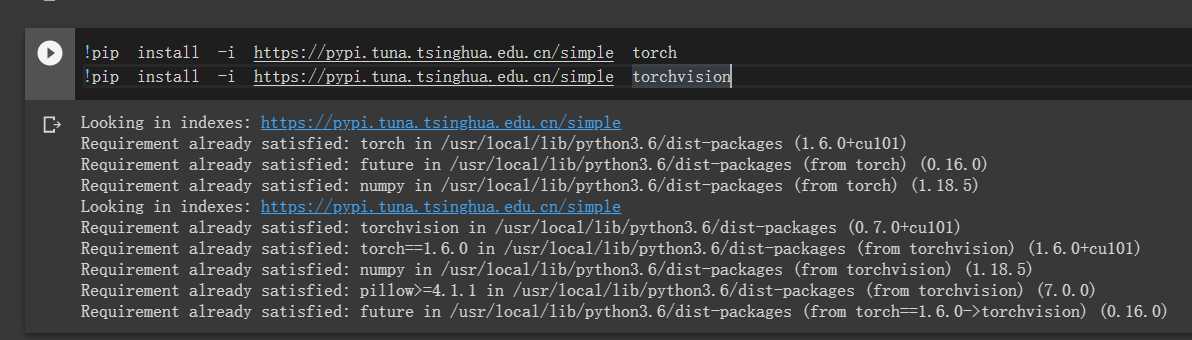 !pip install -i https://pypi.tuna.tsinghua.edu.cn/simple torch
!pip install -i https://pypi.tuna.tsinghua.edu.cn/simple torchvision
Looking in indexes: https://pypi.tuna.tsinghua.edu.cn/simple
Requirement already satisfied: torch in /usr/local/lib/python3.6/dist-packages (1.6.0+cu101)
Requirement already satisfied: future in /usr/local/lib/python3.6/dist-packages (from torch) (0.16.0)
Requirement already satisfied: numpy in /usr/local/lib/python3.6/dist-packages (from torch) (1.18.5)
Looking in indexes: https://pypi.tuna.tsinghua.edu.cn/simple
Requirement already satisfied: torchvision in /usr/local/lib/python3.6/dist-packages (0.7.0+cu101)
Requirement already satisfied: torch==1.6.0 in /usr/local/lib/python3.6/dist-packages (from torchvision) (1.6.0+cu101)
Requirement already satisfied: numpy in /usr/local/lib/python3.6/dist-packages (from torchvision) (1.18.5)
Requirement already satisfied: pillow>=4.1.1 in /usr/local/lib/python3.6/dist-packages (from torchvision) (7.0.0)
Requirement already satisfied: future in /usr/local/lib/python3.6/dist-packages (from torch==1.6.0->torchvision) (0.16.0)